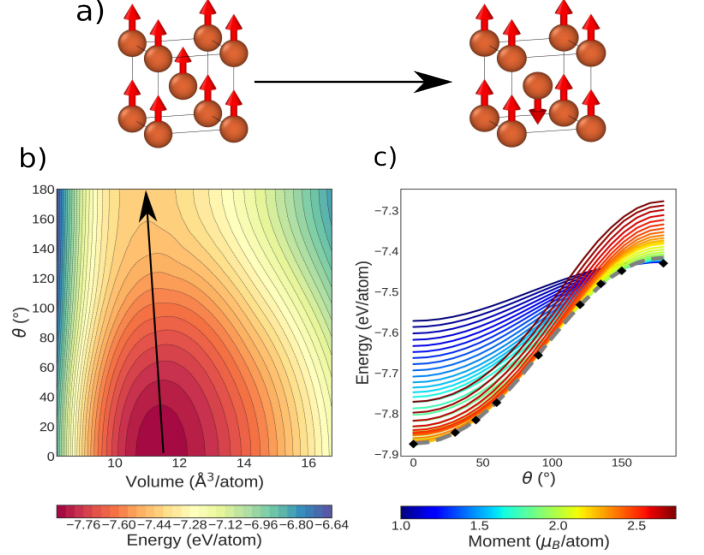 a)
b)
c)
180
160
140
120
100
80
60
40
20
0
θ (°)
10 12 14 16
Volume (Å³/atom)
−7.76 −7.60 −7.44 −7.28 −7.12 −6.96 −6.80 −6.64
Energy (eV/atom)
−7.3
−7.4
−7.5
−7.6
−7.7
−7.8
−7.9
Energy (eV/atom)
0 50 100 150
θ (°)
1.0 1.5 2.0 2.5
Moment (μ_B/atom)